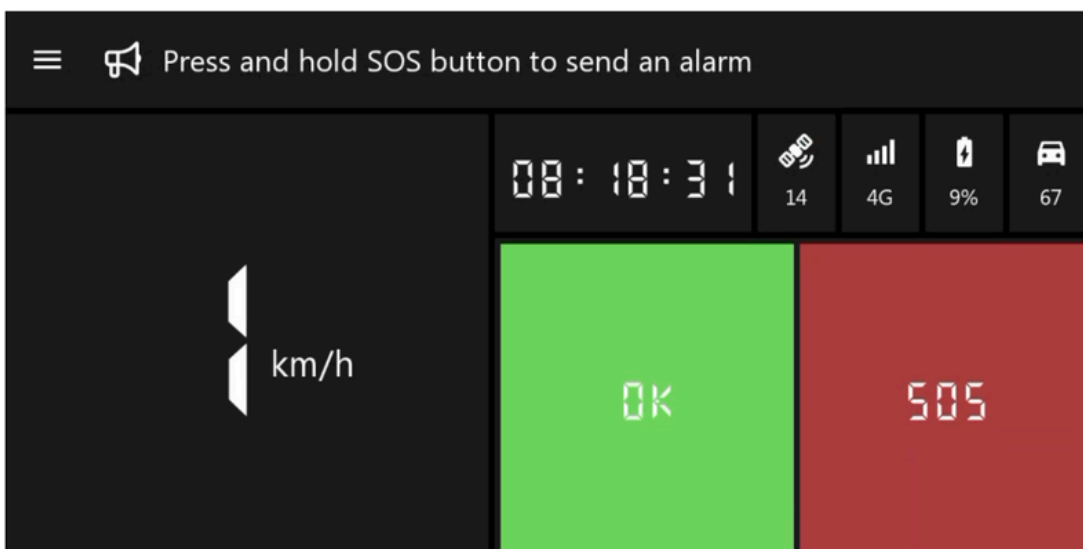 Press and hold SOS button to send an alarm
08:18:31
14
4G
9%
67
1 km/h
OK
SOS